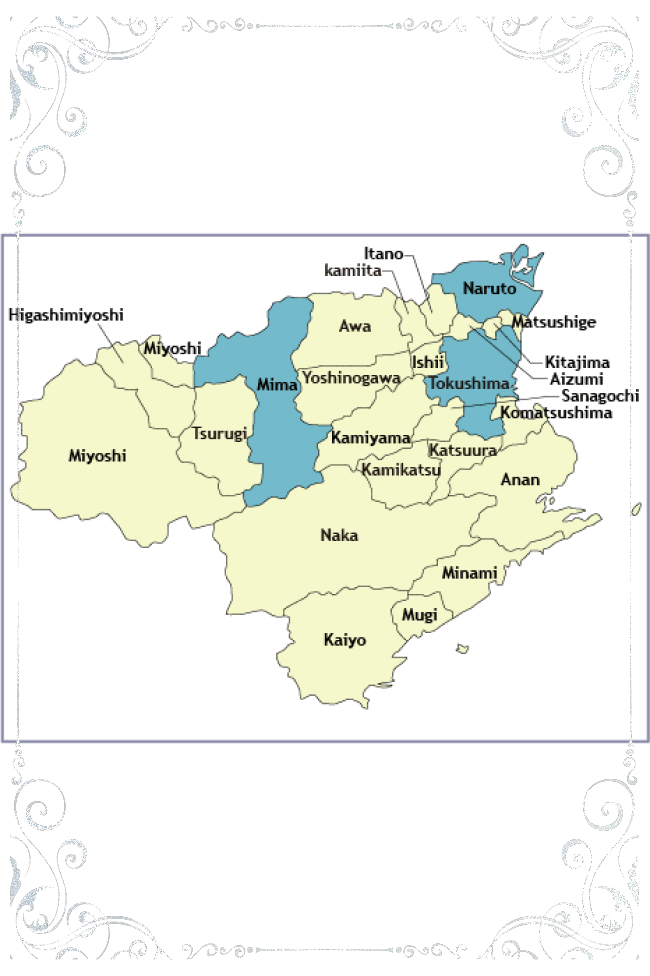 Itano
kamiita
Naruto
Higashimiyoshi
Matsushige
Awa
Miyoshi
Ishii
Kitajima
Yoshinogawa
Aizumi
Mima
Tokushima
Sanagochi
Komatsushima
Tsurugi
Kamiyama
Katsuura
Miyoshi
Kamikatsu
Anan
Naka
Minami
Mugi
Kaiyo